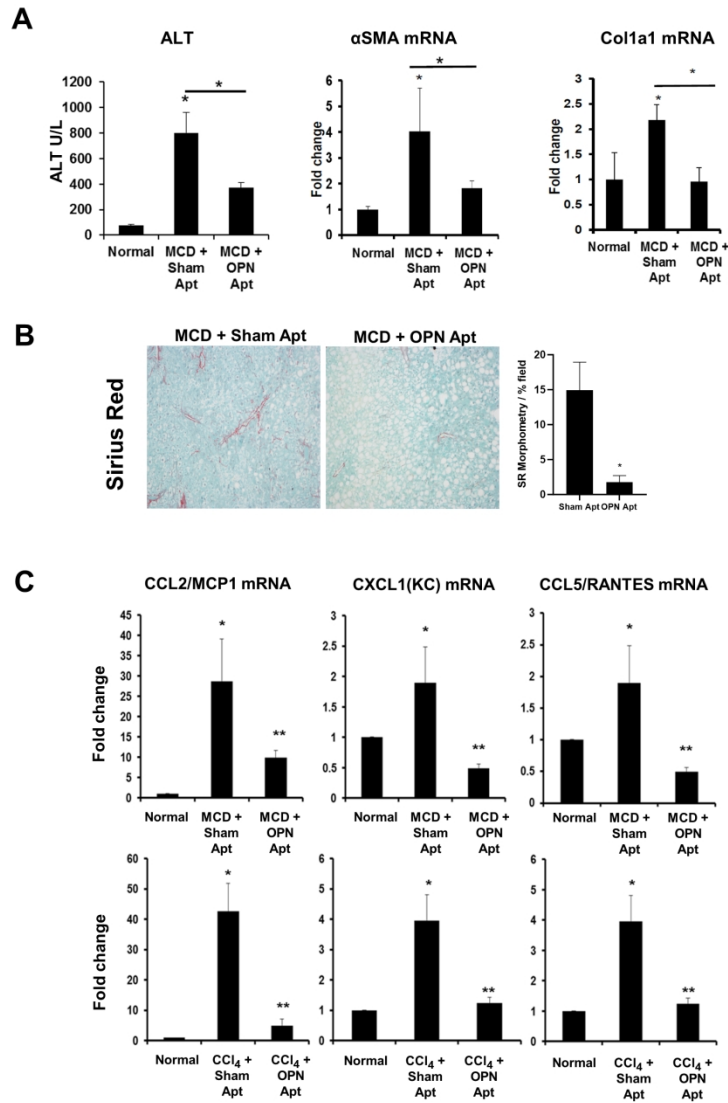 A
ALT
αSMA mRNA
Col1a1 mRNA
ALT U/L
1200
1000
800
600
400
200
0
*
*
Normal
MCD +
Sham
Apt
MCD +
OPN
Apt
Fold change
6
5
4
3
2
1
0
*
*
Normal
MCD +
Sham
Apt
MCD +
OPN
Apt
Fold change
3
2.5
2
1.5
1
0.5
0
*
*
Normal
MCD +
Sham
Apt
MCD +
OPN
Apt
B
MCD + Sham Apt
MCD + OPN Apt
Sirius Red
SR Morphometry / % field
20
15
10
5
0
*
Sham Apt
OPN Apt
C
CCL2/MCP1 mRNA
CXCL1(KC) mRNA
CCL5/RANTES mRNA
Fold change
45
40
35
30
25
20
15
10
5
0
*
**
Normal
MCD +
Sham
Apt
MCD +
OPN
Apt
3
2.5
2
1.5
1
0.5
0
*
**
Normal
MCD +
Sham
Apt
MCD +
OPN
Apt
3
2.5
2
1.5
1
0.5
0
*
**
Normal
MCD +
Sham
Apt
MCD +
OPN
Apt
Fold change
60
50
40
30
20
10
0
*
**
Normal
CCl₄ +
Sham
Apt
CCl₄ +
OPN
Apt
6
5
4
3
2
1
0
*
**
Normal
CCl₄ +
Sham
Apt
CCl₄ +
OPN
Apt
6
5
4
3
2
1
0
*
**
Normal
CCl₄ +
Sham
Apt
CCl₄ +
OPN
Apt